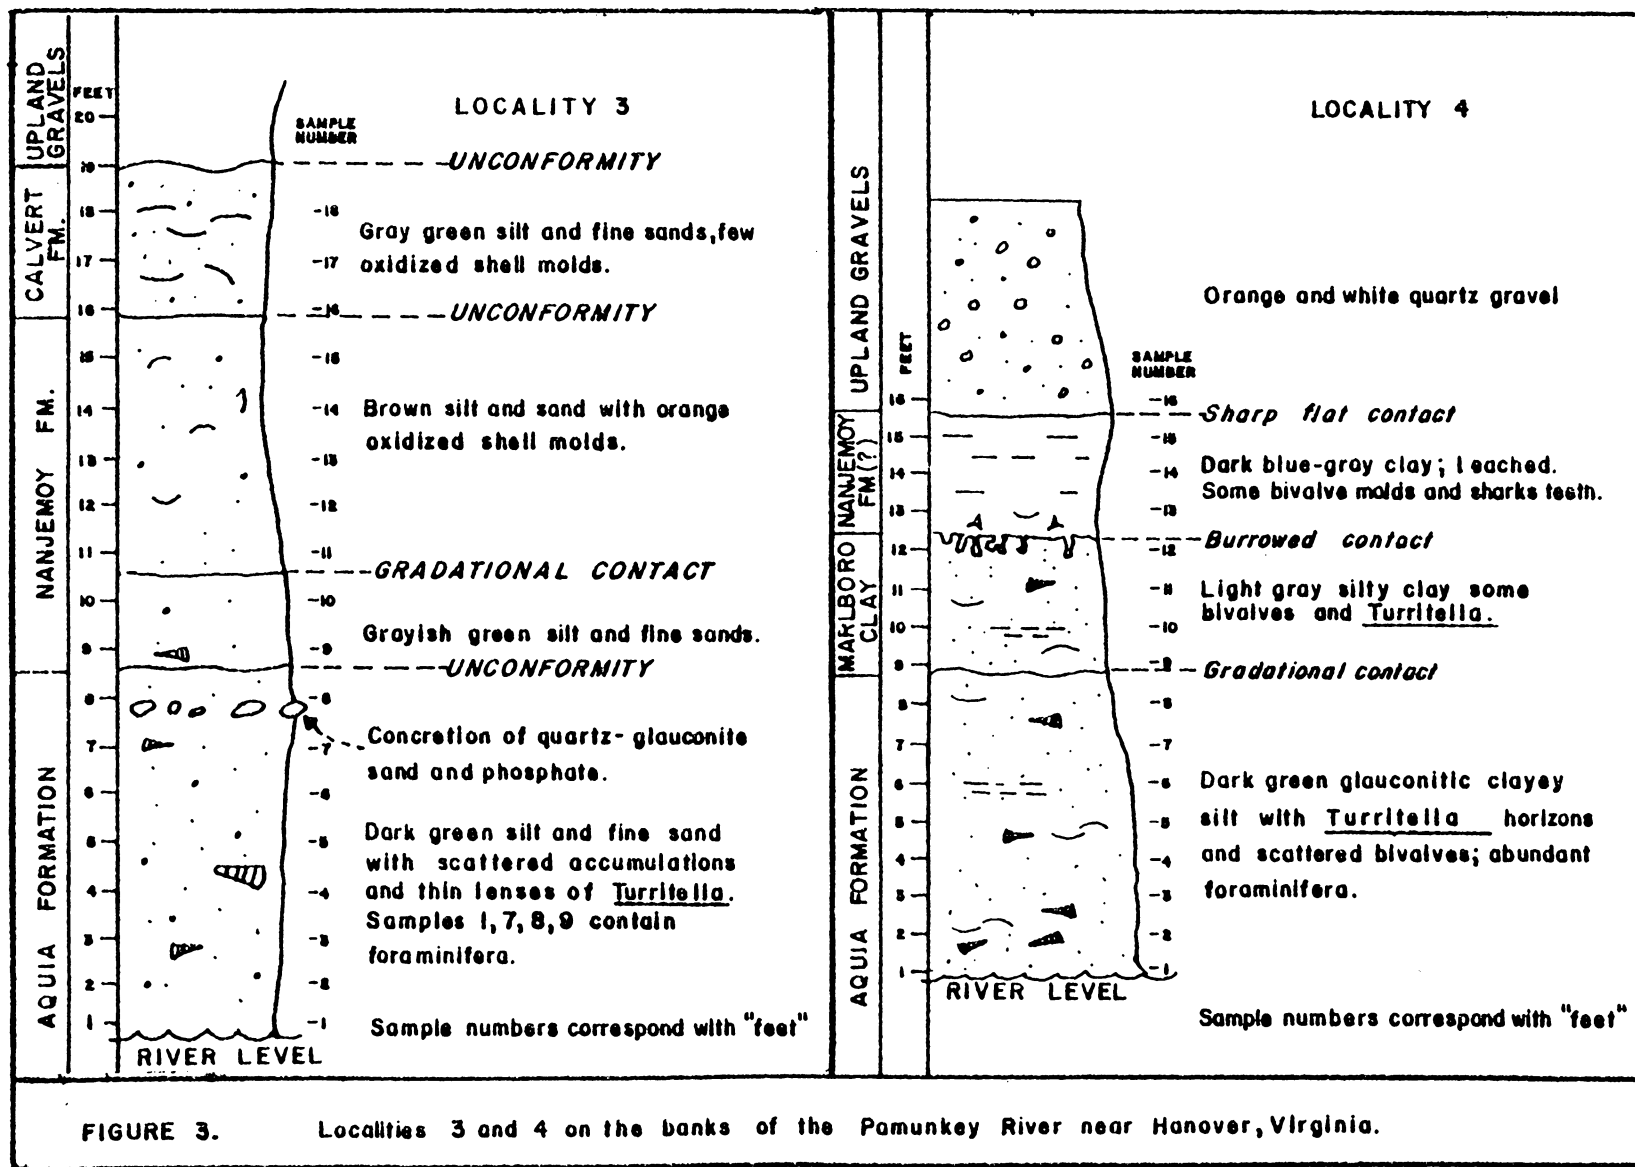 UPLAND
GRAVELS
CALVERT
FM.
NANJEMOY FM.
AQUIA FORMATION
FEET
20
19
18
17
16
15
14
13
12
11
10
9
8
7
6
5
4
3
2
1
LOCALITY 3
SAMPLE
NUMBER
UNCONFORMITY
-18
Gray green silt and fine sands, few
-17
oxidized shell molds.
-16
UNCONFORMITY
-15
-14
Brown silt and sand with orange
oxidized shell molds.
-13
-12
-11
GRADATIONAL CONTACT
-10
Grayish green silt and fine sands.
-9
UNCONFORMITY
-8
Concretion of quartz-glauconite
-7
sand and phosphate.
-6
Dark green silt and fine sand
-5
with scattered accumulations
and thin lenses of Turritella.
-4
Samples 1,7,8,9 contain
-3
foraminifera.
-2
-1
Sample numbers correspond with "feet"
RIVER LEVEL
UPLAND GRAVELS
NANJEMOY
FM(?)
MARLBORO
CLAY
AQUIA FORMATION
FEET
16
15
14
13
12
11
10
9
8
7
6
5
4
3
2
1
LOCALITY 4
Orange and white quartz gravel
SAMPLE
NUMBER
-16
Sharp flat contact
-15
Dark blue-gray clay; leached.
-14
Some bivalve molds and sharks teeth.
-13
Burrowed contact
-12
Light gray silty clay some
-11
bivalves and Turritella.
-10
-9
Gradational contact
-8
-7
Dark green glauconitic clayey
-6
silt with Turritella horizons
-5
and scattered bivalves; abundant
-4
foraminifera.
-3
-2
-1
RIVER LEVEL
Sample numbers correspond with "feet"
FIGURE 3. Localities 3 and 4 on the banks of the Pamunkey River near Hanover, Virginia.